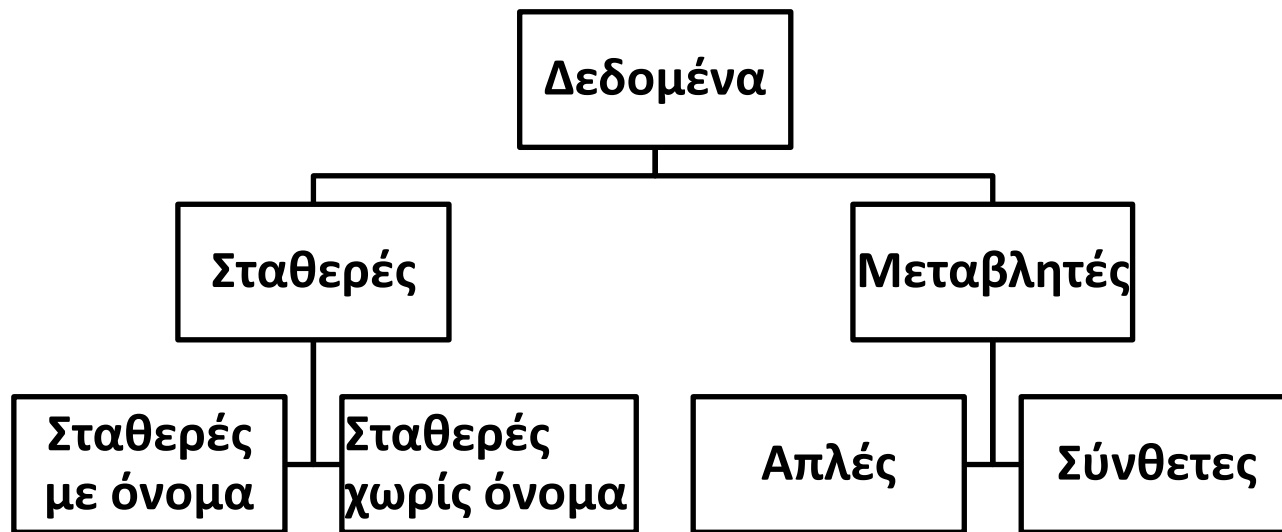 Δεδομένα
Σταθερές
Μεταβλητές
Σταθερές
με όνομα
Σταθερές
χωρίς όνομα
Απλές
Σύνθετες